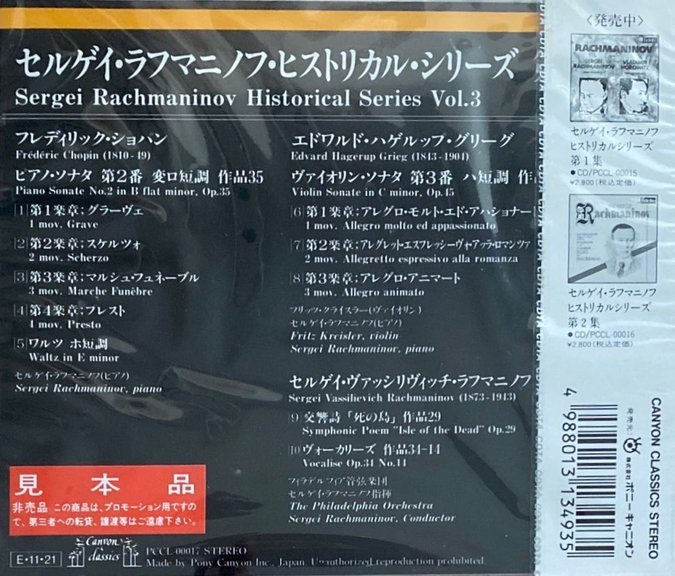 セルゲイ・ラフマニノフ・ヒストリカル・シリーズ
Sergei Rachmaninov Historical Series Vol.3
フレディリック・ショパン
Frédéric Chopin (1810-49)
ピアノ・ソナタ 第2番 変ロ短調 作品35
Piano Sonate No.2 in B flat minor, Op.35
1 第1楽章;グラーヴェ
1 mov. Grave
2 第2楽章;スケルツォ
2 mov. Scherzo
3 第3楽章;マルシュ・フュネーブル
3 mov. Marche Funèbre
4 第4楽章;プレスト
4 mov. Presto
5 ワルツ ホ短調
Waltz in E minor
セルゲイ・ラフマニノフ(ピアノ)
Sergei Rachmaninov, piano
エドワルド・ハゲルップ・グリーグ
Edvard Hagerup Grieg (1843-1904)
ヴァイオリン・ソナタ 第3番 ハ短調 作
Violin Sonate in C minor, Op.45
6 第1楽章;アレグロ・モルト・エド・アパショナー
1 mov. Allegro molto ed appassionato
7 第2楽章;アレグレットエスプレッシーヴォ・アッラ・ロマンツァ
2 mov. Allegretto espressivo alla romanza
8 第3楽章;アレグロ・アニマート
3 mov. Allegro animato
フリッツ・クライスラー(ヴァイオリン)
セルゲイ・ラフマニノフ(ピアノ)
Fritz Kreisler, violin
Sergei Rachmaninov, piano
セルゲイ・ヴァッシリヴィッチ・ラフマニノフ
Sergei Vassilievich Rachmaninov (1873-1943)
9 交響詩「死の島」作品29
Symphonic Poem "Isle of the Dead" Op.29
10 ヴォーカリーズ 作品34-14
Vocalise Op.34 No.14
フィラデルフィア管弦楽団
セルゲイ・ラフマニノフ指揮
The Philadelphia Orchestra
Sergei Rachmaninov, Conductor
見本品
非売品 この商品は、プロモーション用ですの
で、第三者への転貸、譲渡等はご遠慮下さい。
E・11・21
Canyon classics
PCCL-00017 STEREO
Made by Pony Canyon Inc., Japan. Unauthorized reproduction prohibited.
〈発売中〉
RACHMANINOV
SERGEI RACHMANINOV
VLADIMIR HOROWITZ
セルゲイ・ラフマニノフ
ヒストリカルシリーズ
第1集
●CD/PCCL-00015
¥2,800(税込定価)
Rachmaninov
セルゲイ・ラフマニノフ
ヒストリカルシリーズ
第2集
●CD/PCCL-00016
¥2,800(税込定価)
4 988013 134935
発売元: 株式会社 ポニーキャニオン
CANYON CLASSICS STEREO